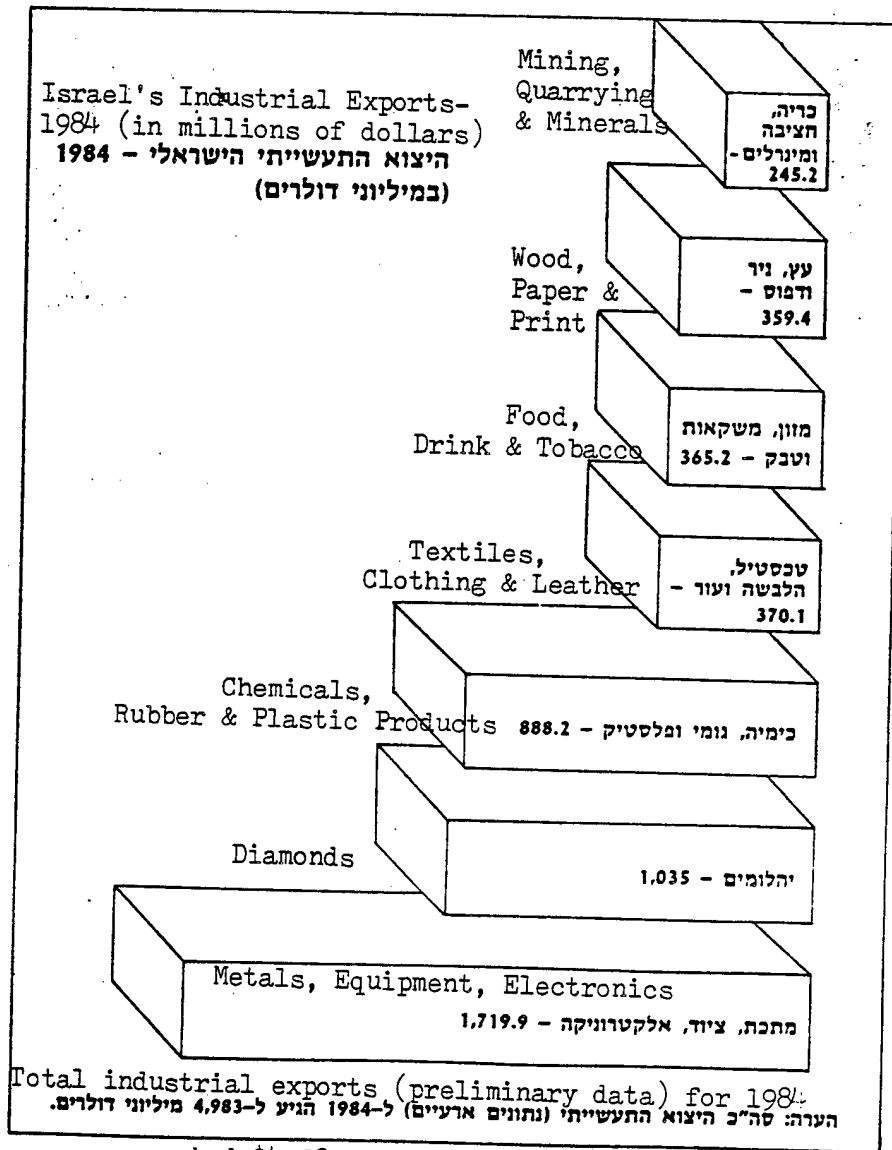 Israel's Industrial Exports-
1984 (in millions of dollars)
היצוא התעשייתי הישראלי – 1984
(במיליוני דולרים)
Mining,
Quarrying
& Minerals
כריה,
חציבה
ומינרלים-
245.2
Wood,
Paper &
Print
עץ, ניר
ודפוס –
359.4
Food,
Drink & Tobacco
מזון, משקאות
וטבק – 365.2
Textiles,
Clothing & Leather
טכסטיל,
הלבשה ועור –
370.1
Chemicals,
Rubber & Plastic Products
כימיה, גומי ופלסטיק – 888.2
Diamonds
יהלומים – 1,035
Metals, Equipment, Electronics
מתכת, ציוד, אלקטרוניקה – 1,719.9
Total industrial exports (preliminary data) for 1984
הערה: סה"כ היצוא התעשייתי (נתונים ארעיים) ל-1984 הגיע ל-4,983 מיליוני דולרים.